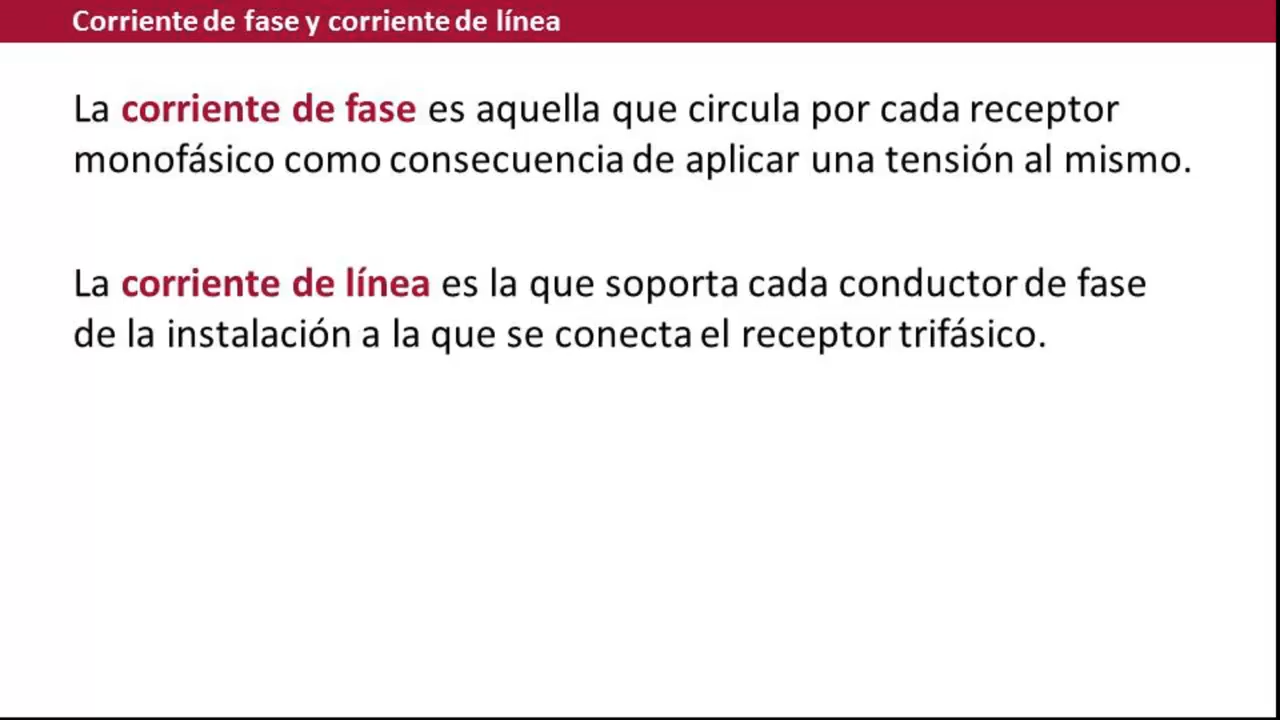 Corriente de fase y corriente de línea
La corriente de fase es aquella que circula por cada receptor
monofásico como consecuencia de aplicar una tensión al mismo.
La corriente de línea es la que soporta cada conductor de fase
de la instalación a la que se conecta el receptor trifásico.